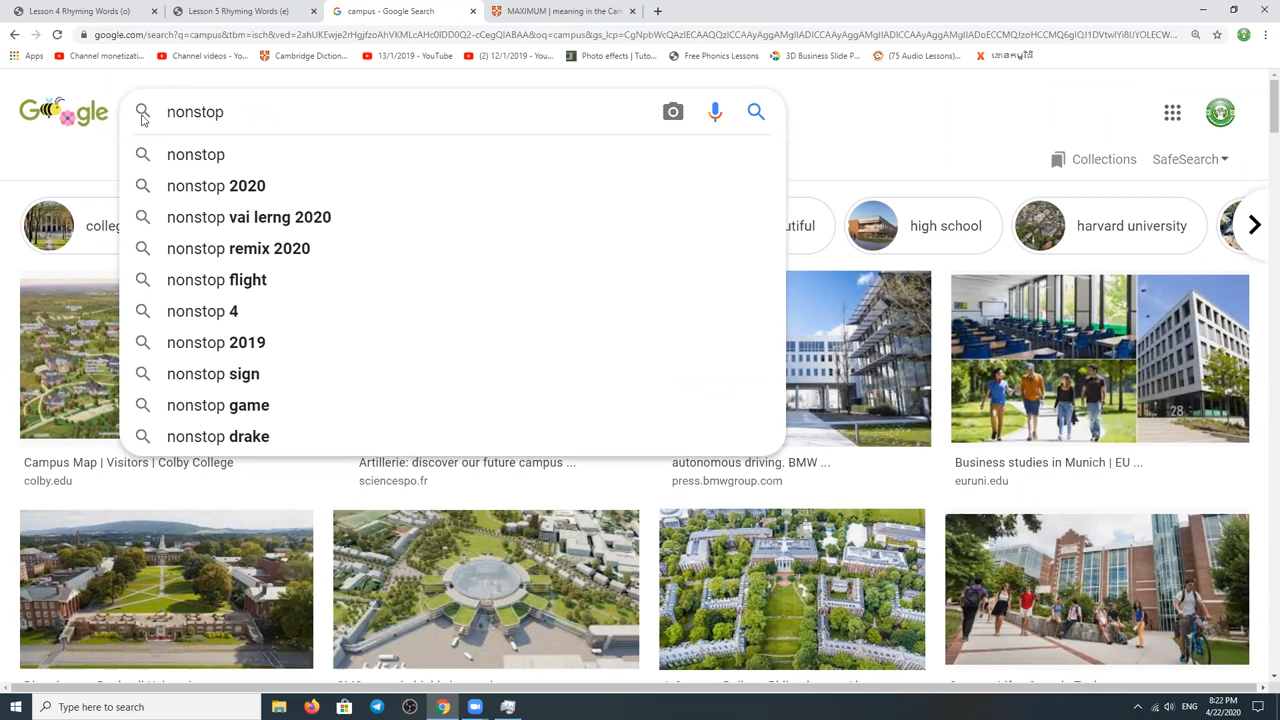 Lesson 4 Rhyming Words (o)
Lesson 5 Rhyming Words (e)
campus - Google Search
MAXIMUM | meaning in the Cam
Apps
Channel monetizati...
Channel videos - Yo...
Cambridge Diction...
13/1/2019 - YouTube
(2) 12/1/2019 - You...
Photo effects | Tuto...
Free Phonics Lessons
3D Business Slide P...
(75 Audio Lessons)...
Google
nonstop
Collections
SafeSearch
nonstop
nonstop 2020
nonstop vai lerng 2020
nonstop remix 2020
nonstop flight
nonstop 4
nonstop 2019
nonstop sign
nonstop game
nonstop drake
high school
harvard university
28
Campus Map | Visitors | Colby College
colby.edu
Artillerie: discover our future campus ...
sciencespo.fr
autonomous driving. BMW ...
press.bmwgroup.com
Business studies in Munich | EU ...
euruni.edu
Type here to search
ENG
8:22 PM
4/22/2020